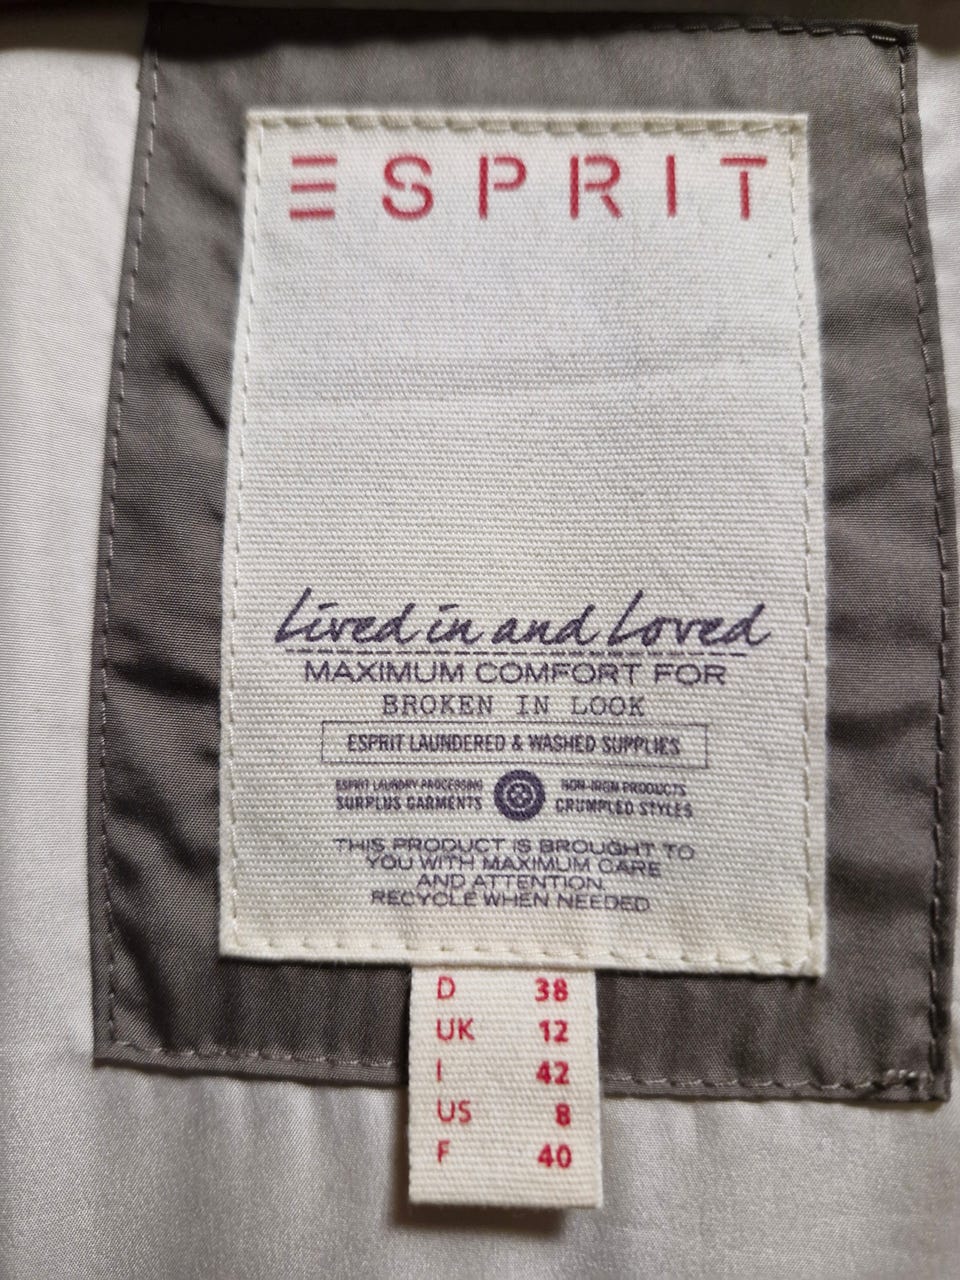 ESPRIT
Lived in and Loved
MAXIMUM COMFORT FOR
BROKEN IN LOOK
ESPRIT LAUNDERED & WASHED SUPPLIES
ESPRIT LAUNDRY PROCESSING
SURPLUS GARMENTS
NON-IRON PRODUCTS
CRUMPLED STYLES
THIS PRODUCT IS BROUGHT TO
YOU WITH MAXIMUM CARE
AND ATTENTION.
RECYCLE WHEN NEEDED
D 38
UK 12
I 42
US 8
F 40